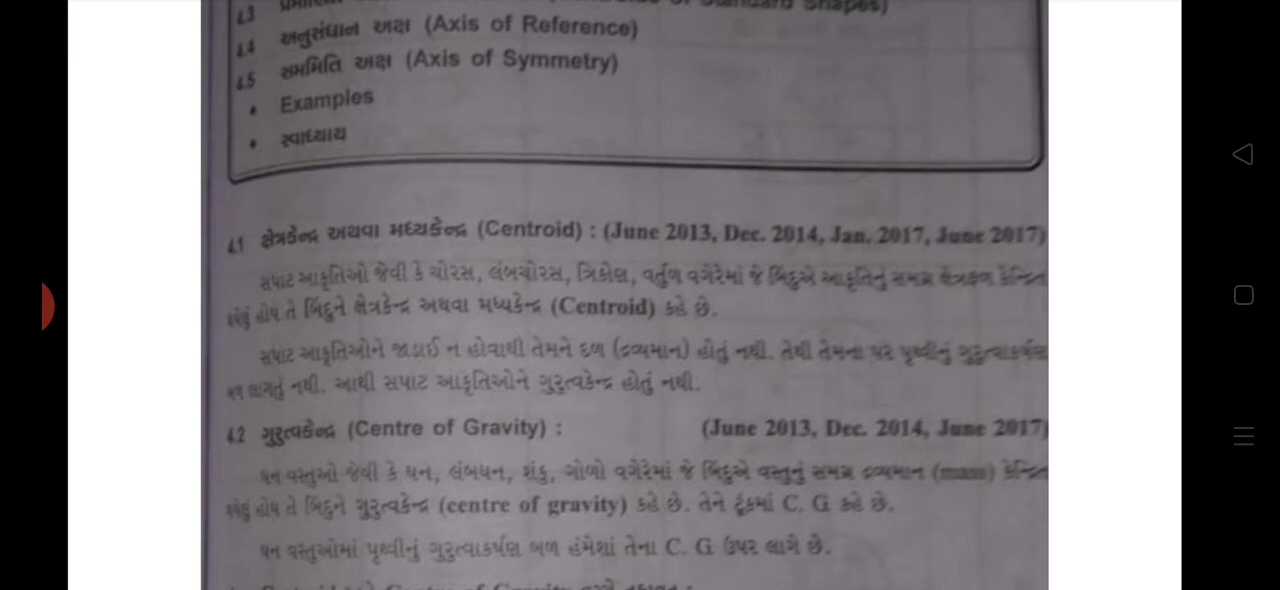 4.3
Standard Shapes)
4.4 અનુસંધાન અક્ષ (Axis of Reference)
4.5 સમમિતિ અક્ષ (Axis of Symmetry)
• Examples
• સ્વાધ્યાય
4.1 ક્ષેત્રકેન્દ્ર અથવા મધ્યકેન્દ્ર (Centroid) : (June 2013, Dec. 2014, Jan. 2017, June 2017)
સપાટ આકૃતિઓ જેવી કે ચોરસ, લંબચોરસ, ત્રિકોણ, વર્તુળ વગેરેમાં જે બિંદુએ આકૃતિનું સમગ્ર ક્ષેત્રફળ કેન્દ્રિત
થયેલું હોય તે બિંદુને ક્ષેત્રકેન્દ્ર અથવા મધ્યકેન્દ્ર (Centroid) કહે છે.
સપાટ આકૃતિઓને જાડાઈ ન હોવાથી તેમને દળ (દ્રવ્યમાન) હોતું નથી. તેથી તેમના પર પૃથ્વીનું ગુરુત્વાકર્ષણ
બળ લાગતું નથી. આથી સપાટ આકૃતિઓને ગુરુત્વકેન્દ્ર હોતું નથી.
4.2 ગુરુત્વકેન્દ્ર (Centre of Gravity) : (June 2013, Dec. 2014, June 2017)
ઘન વસ્તુઓ જેવી કે ઘન, લંબઘન, શંકુ, ગોળો વગેરેમાં જે બિંદુએ વસ્તુનું સમગ્ર દ્રવ્યમાન (mass) કેન્દ્રિત
થયેલું હોય તે બિંદુને ગુરુત્વકેન્દ્ર (centre of gravity) કહે છે. તેને ટૂંકમાં C. G. કહે છે.
ઘન વસ્તુઓમાં પૃથ્વીનું ગુરુત્વાકર્ષણ બળ હંમેશાં તેના C. G. ઉપર લાગે છે.